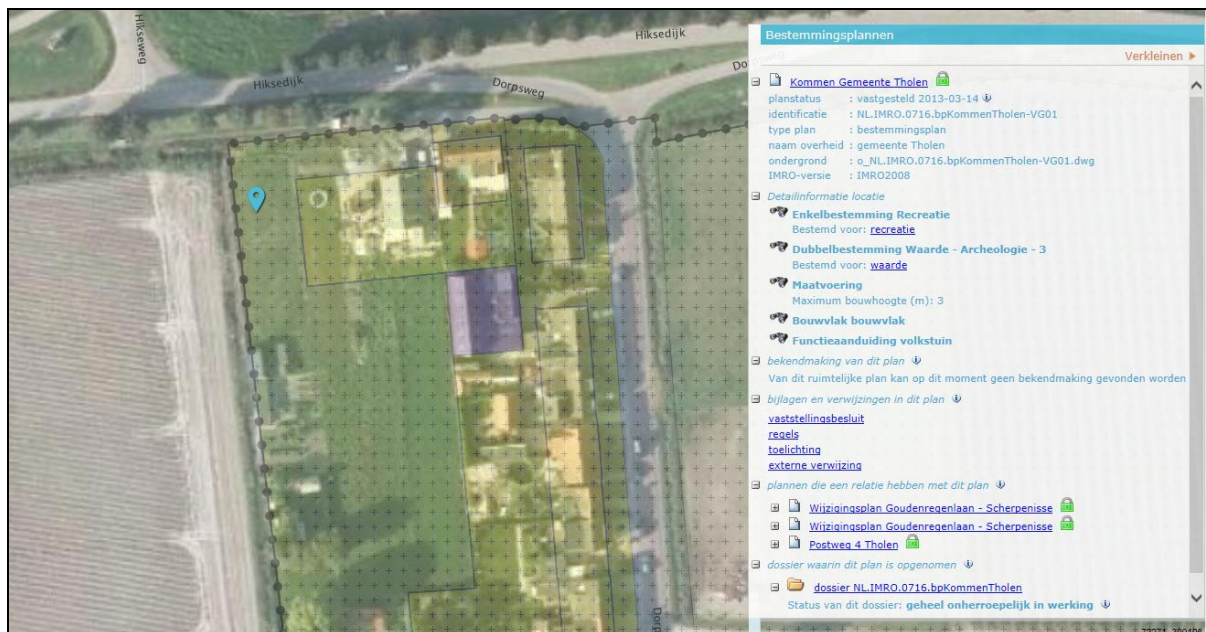 Hikseweg
Hiksedijk
Hiksedijk
Dorpsweg
Do
Dorp
Bestemmingsplannen
Verkleinen
Kommen Gemeente Tholen
planstatus : vastgesteld 2013-03-14
identificatie : NL.IMRO.0716.bpKommenTholen-VG01
type plan : bestemmingsplan
naam overheid : gemeente Tholen
ondergrond : o_NL.IMRO.0716.bpKommenTholen-VG01.dwg
IMRO-versie : IMRO2008
Detailinformatie locatie
Enkelbestemming Recreatie
Bestemd voor: recreatie
Dubbelbestemming Waarde - Archeologie - 3
Bestemd voor: waarde
Maatvoering
Maximum bouwhoogte (m): 3
Bouwvlak bouwvlak
Functieaanduiding volkstuin
bekendmaking van dit plan
Van dit ruimtelijke plan kan op dit moment geen bekendmaking gevonden worden
bijlagen en verwijzingen in dit plan
vaststellingsbesluit
regels
toelichting
externe verwijzing
plannen die een relatie hebben met dit plan
Wijzigingsplan Goudenregenlaan - Scherpenisse
Wijzigingsplan Goudenregenlaan - Scherpenisse
Postweg 4 Tholen
dossier waarin dit plan is opgenomen
dossier NL.IMRO.0716.bpKommenTholen
Status van dit dossier: geheel onherroepelijk in werking